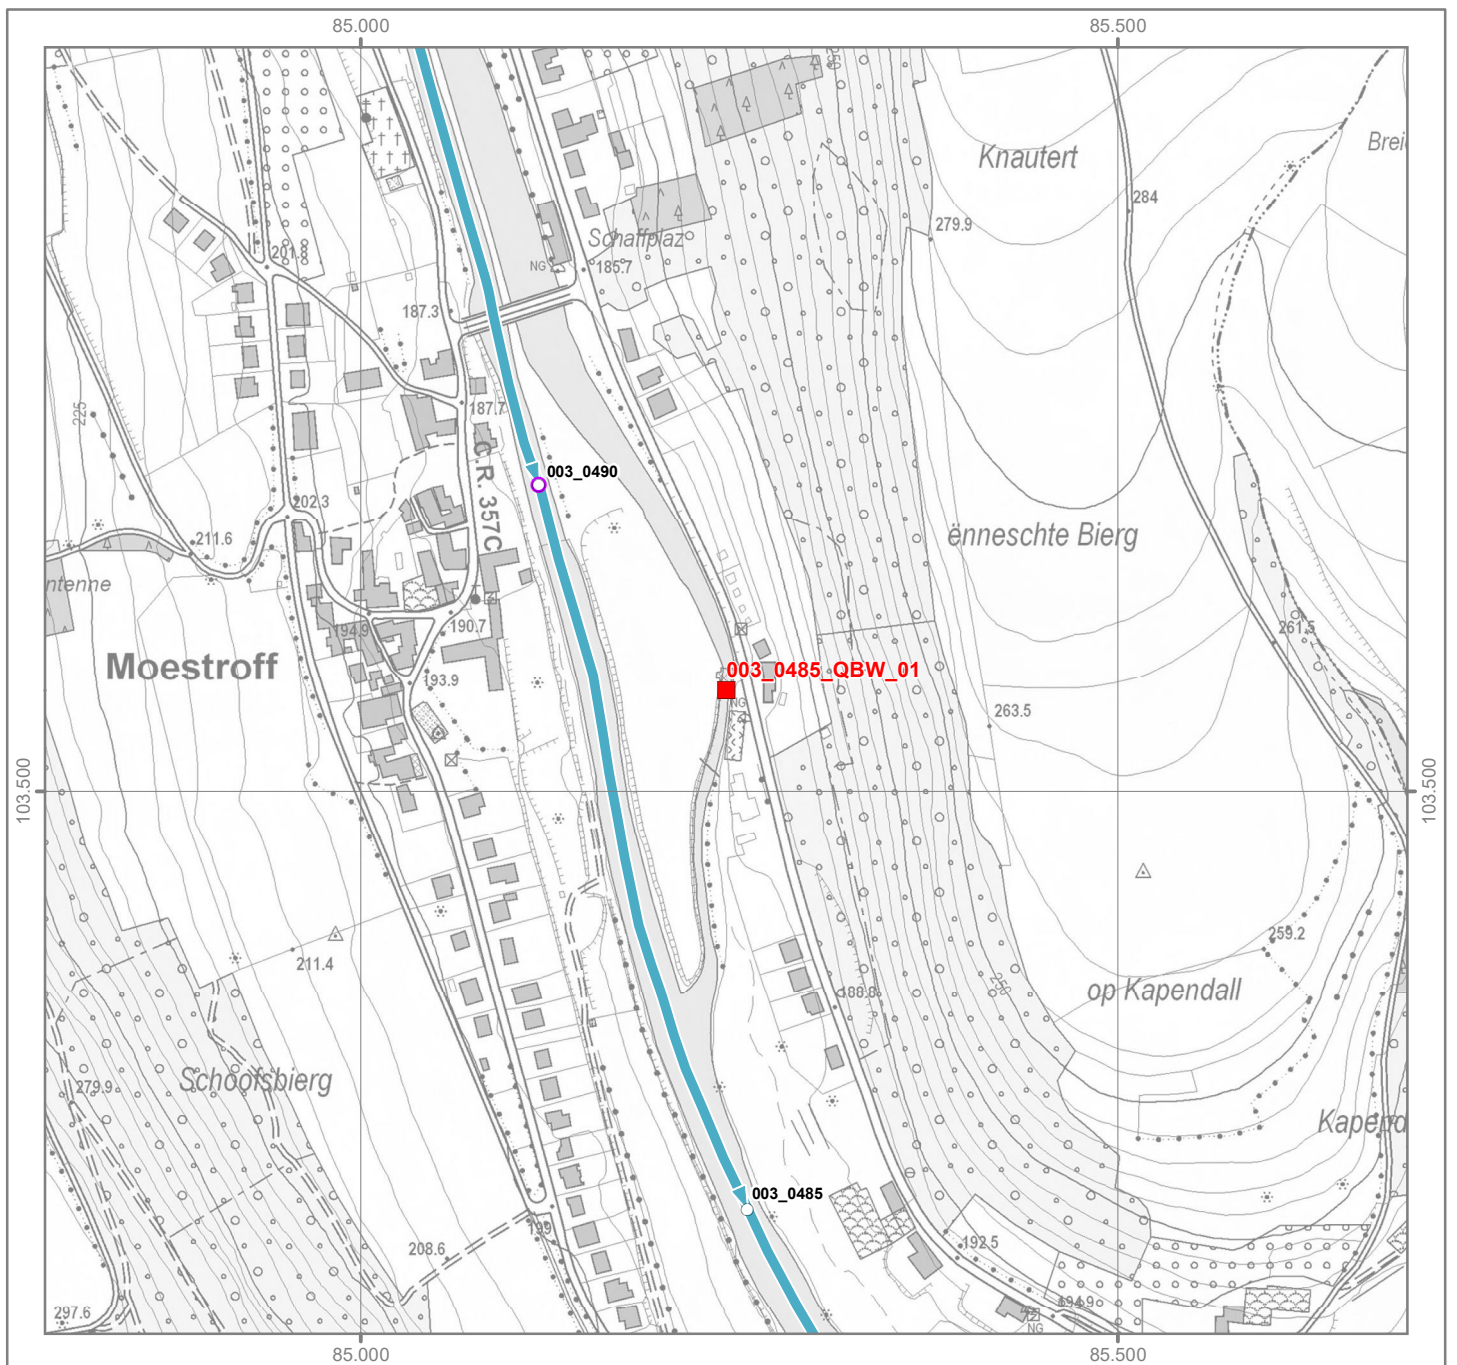 85.000
85.500
Knautert
Brei
284
279.9
250
Schaffplaz
201.8
NG
185.7
187.3
225
187.7
C.R. 357C
003_0490
202.3
211.6
ënneschte Bierg
ntenne
194.9
190.7
261.5
Moestroff
193.9
003_0485_QBW_01
NG
263.5
103.500
103.500
259.2
211.4
188.8
250
op Kapendall
Schoofsbierg
279.9
Kapend
003_0485
199
208.6
192.5
297.6
194.9
NG
85.000
85.500